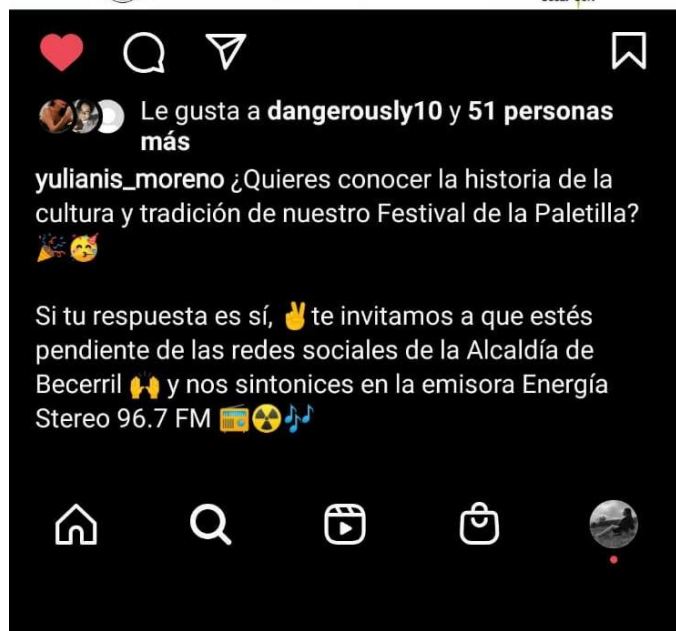 Le gusta a dangerously10 y 51 personas
más
yulianis_moreno ¿Quieres conocer la historia de la
cultura y tradición de nuestro Festival de la Paletilla?
🎉🥳
Si tu respuesta es sí, ✌️te invitamos a que estés
pendiente de las redes sociales de la Alcaldía de
Becerril 🙌 y nos sintonices en la emisora Energía
Stereo 96.7 FM 📻☢️🎶